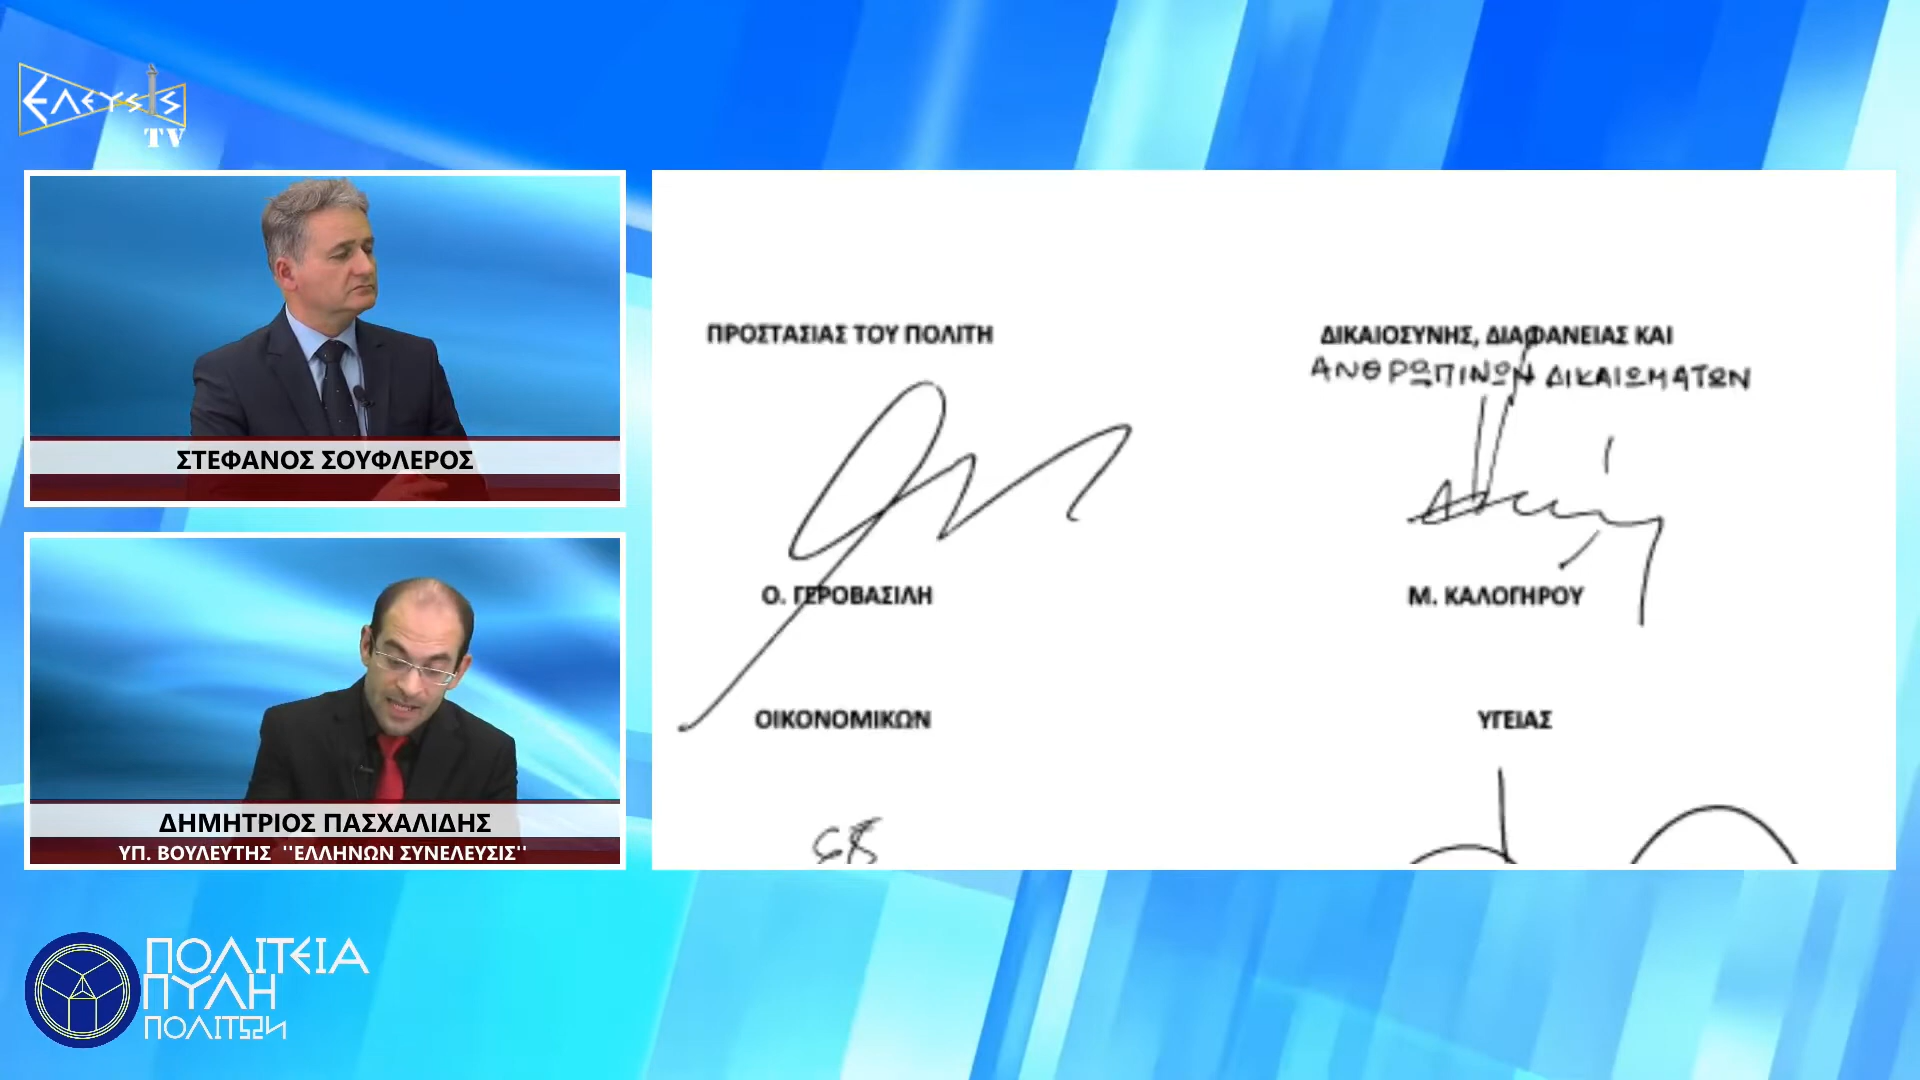 ΕΛΕΥSIS
TV
ΣΤΕΦΑΝΟΣ ΣΟΥΦΛΕΡΟΣ
ΔΗΜΗΤΡΙΟΣ ΠΑΣΧΑΛΙΔΗΣ
ΥΠ. ΒΟΥΛΕΥΤΗΣ ''ΕΛΛΗΝΩΝ ΣΥΝΕΛΕΥΣΙΣ''
ΠΡΟΣΤΑΣΙΑΣ ΤΟΥ ΠΟΛΙΤΗ
ΔΙΚΑΙΟΣΥΝΗΣ, ΔΙΑΦΑΝΕΙΑΣ ΚΑΙ
ΑΝΘΡΩΠΙΝΩΝ ΔΙΚΑΙΩΜΑΤΩΝ
Ο. ΓΕΡΟΒΑΣΙΛΗ
Μ. ΚΑΛΟΓΗΡΟΥ
ΟΙΚΟΝΟΜΙΚΩΝ
ΥΓΕΙΑΣ
ΠΟΛΙΤΕΙΑ
ΠΥΛΗ
ΠΟΛΙΤΩΝ